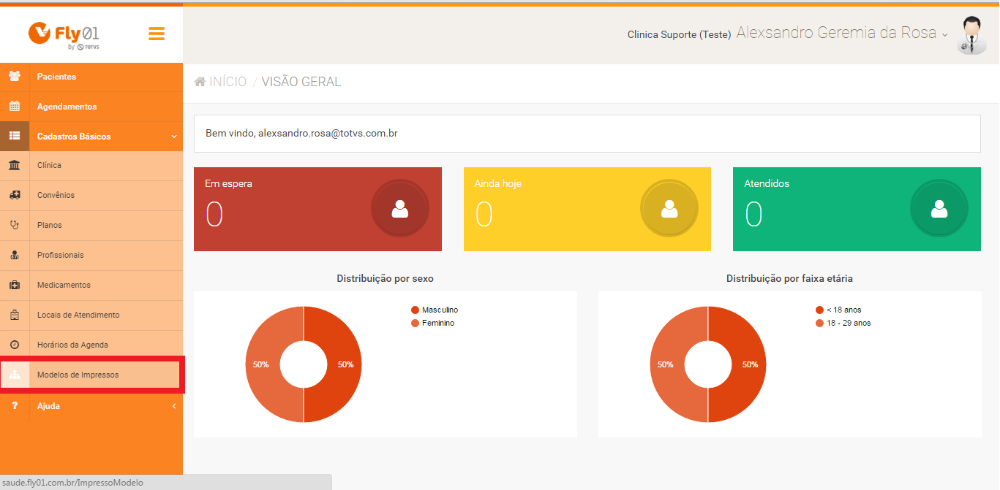 Fly01
by TOTVS
Clinica Suporte (Teste) Alexsandro Geremia da Rosa
Pacientes
Agendamentos
Cadastros Básicos
Clínica
Convênios
Planos
Profissionais
Medicamentos
Locais de Atendimento
Horários da Agenda
Modelos de Impressos
? Ajuda
INÍCIO / VISÃO GERAL
Bem vindo, alexsandro.rosa@totvs.com.br
Em espera
0
Ainda hoje
0
Atendidos
0
Distribuição por sexo
Masculino
Feminino
50%
50%
Distribuição por faixa etária
< 18 anos
18 - 29 anos
50%
50%
saude.fly01.com.br/ImpressoModelo